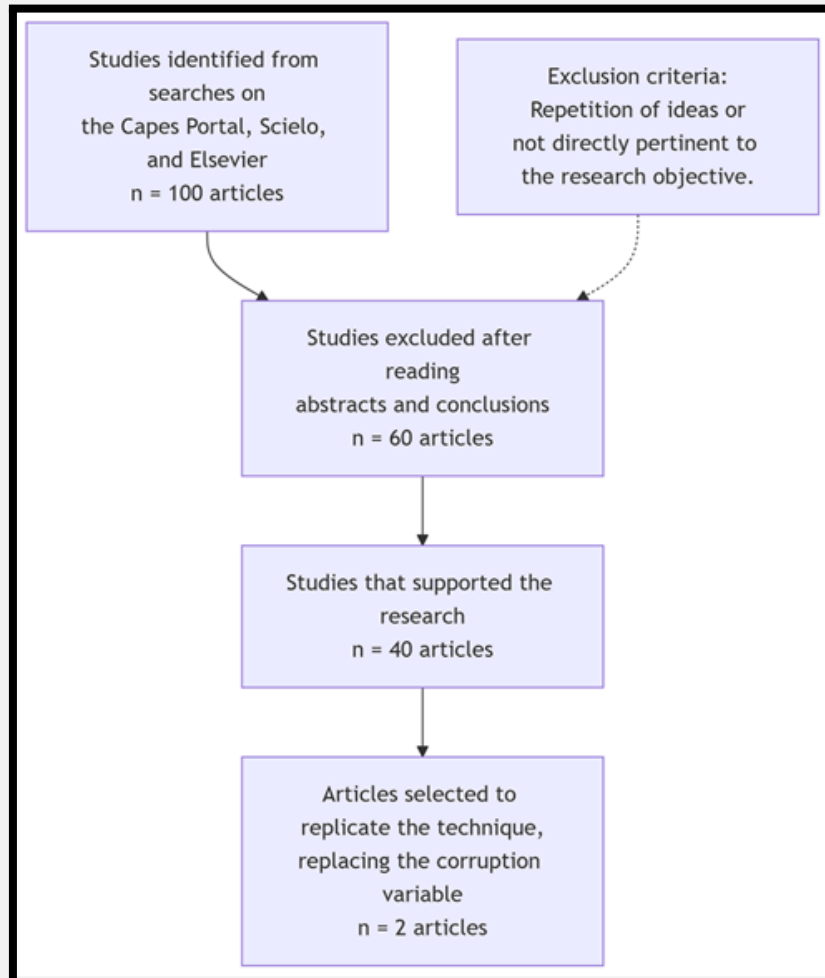 Studies identified from
searches on
the Capes Portal, Scielo,
and Elsevier
n = 100 articles
Exclusion criteria:
Repetition of ideas or
not directly pertinent to
the research objective.
Studies excluded after
reading
abstracts and conclusions
n = 60 articles
Studies that supported the
research
n = 40 articles
Articles selected to
replicate the technique,
replacing the corruption
variable
n = 2 articles